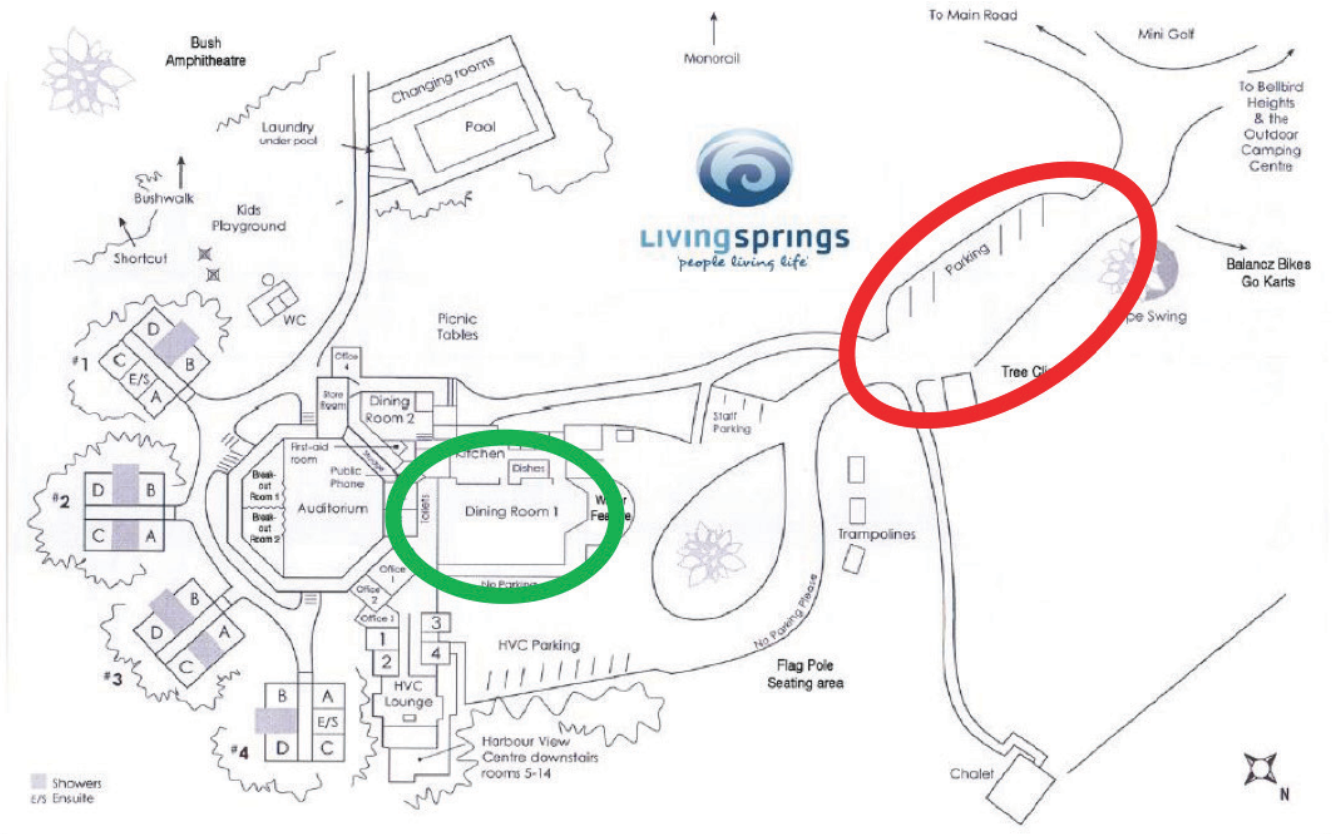 To Main Road
Mini Golf
Bush
Amphitheatre
Monorail
Changing rooms
Pool
Laundry
under pool
To Bellbird
Heights
& the
Outdoor
Camping
Centre
Bushwalk
Kids
Playground
Shortcut
LIVINGSPRINGS
'people living life'
Parking
Balancz Bikes
Go Karts
Swing
WC
Picnic
Tables
#1
D
C
B
E/S
A
Office
4
Store
Room
Dining
Room 2
Tree
Staff
Parking
First-aid
room
Storage
Kitchen
Dishes
Public
Phone
Break-
out
Room 1
Break-
out
Room 2
Auditorium
Toilets
Dining Room 1
#2
D
B
C
A
Trampolines
Office
1
Office
2
Office 3
No Parking
No Parking Please
#3
B
D
A
C
1
2
3
4
HVC Parking
Flag Pole
Seating area
HVC
Lounge
#4
B
A
E/S
D
C
Harbour View
Centre downstairs
rooms 5-14
Chalet
N
Showers
E/S Ensuite